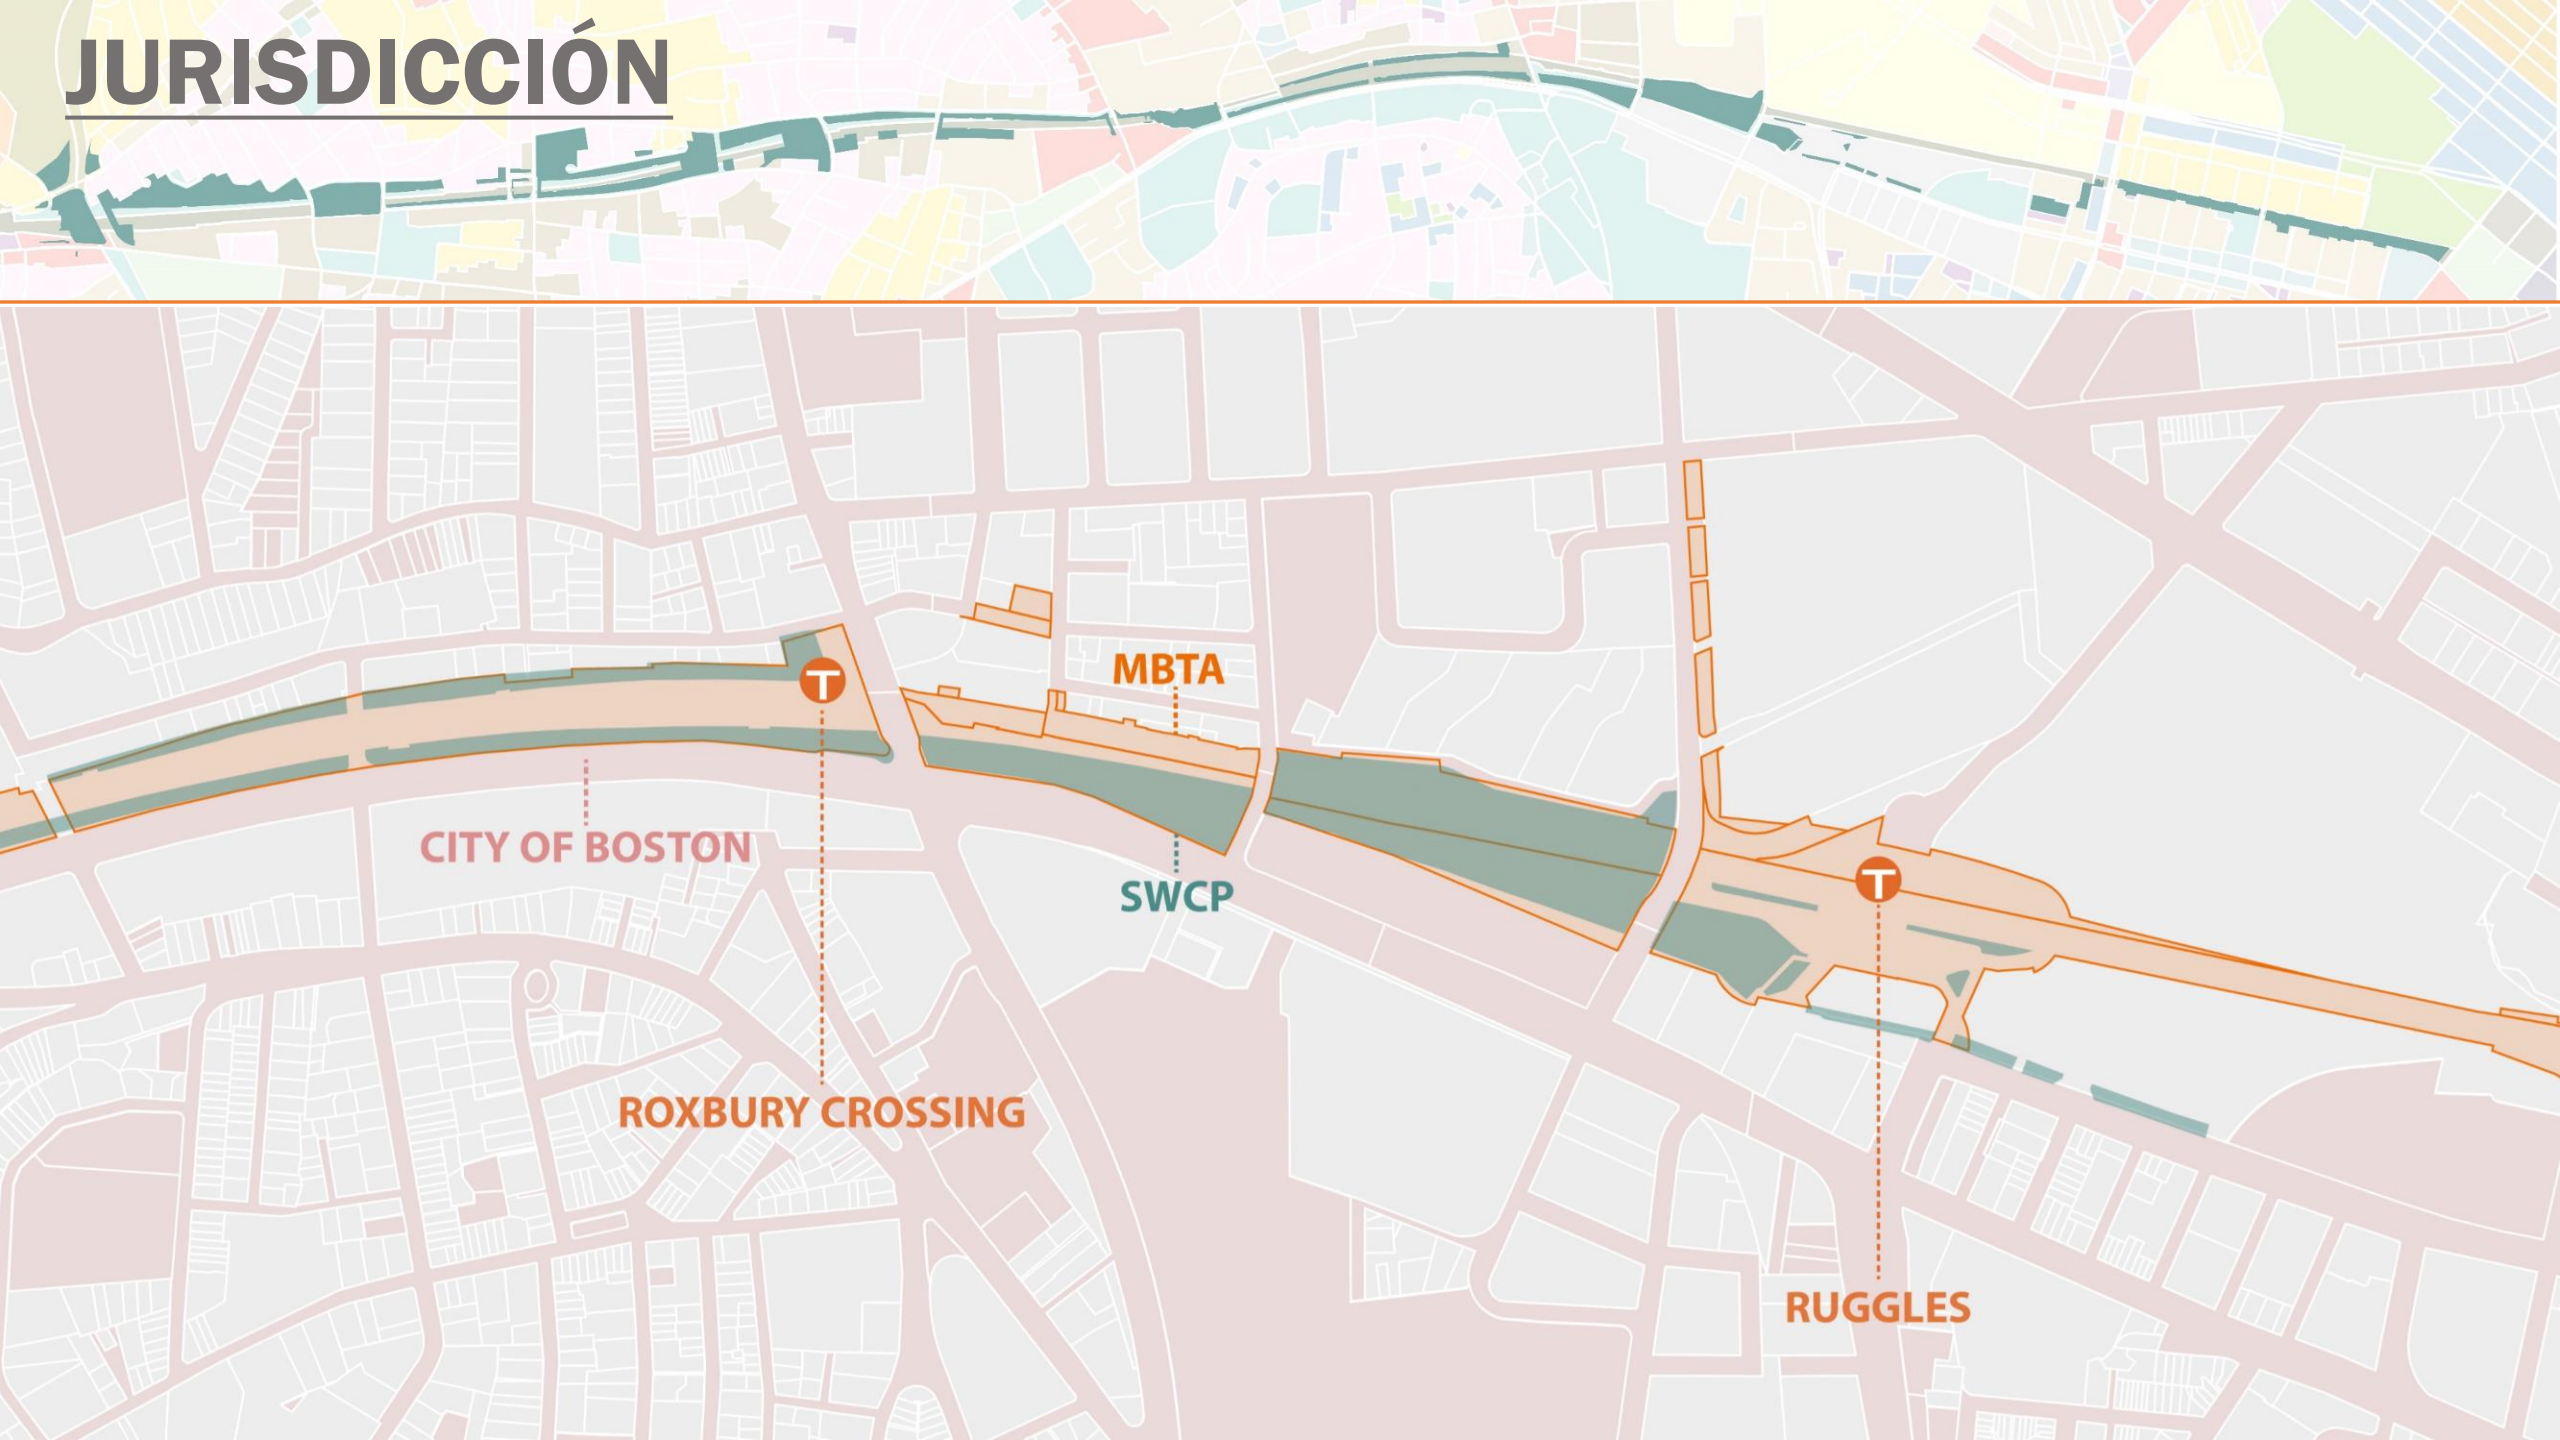 JURISDICCIÓN
MBTA
CITY OF BOSTON
SWCP
T
T
ROXBURY CROSSING
RUGGLES